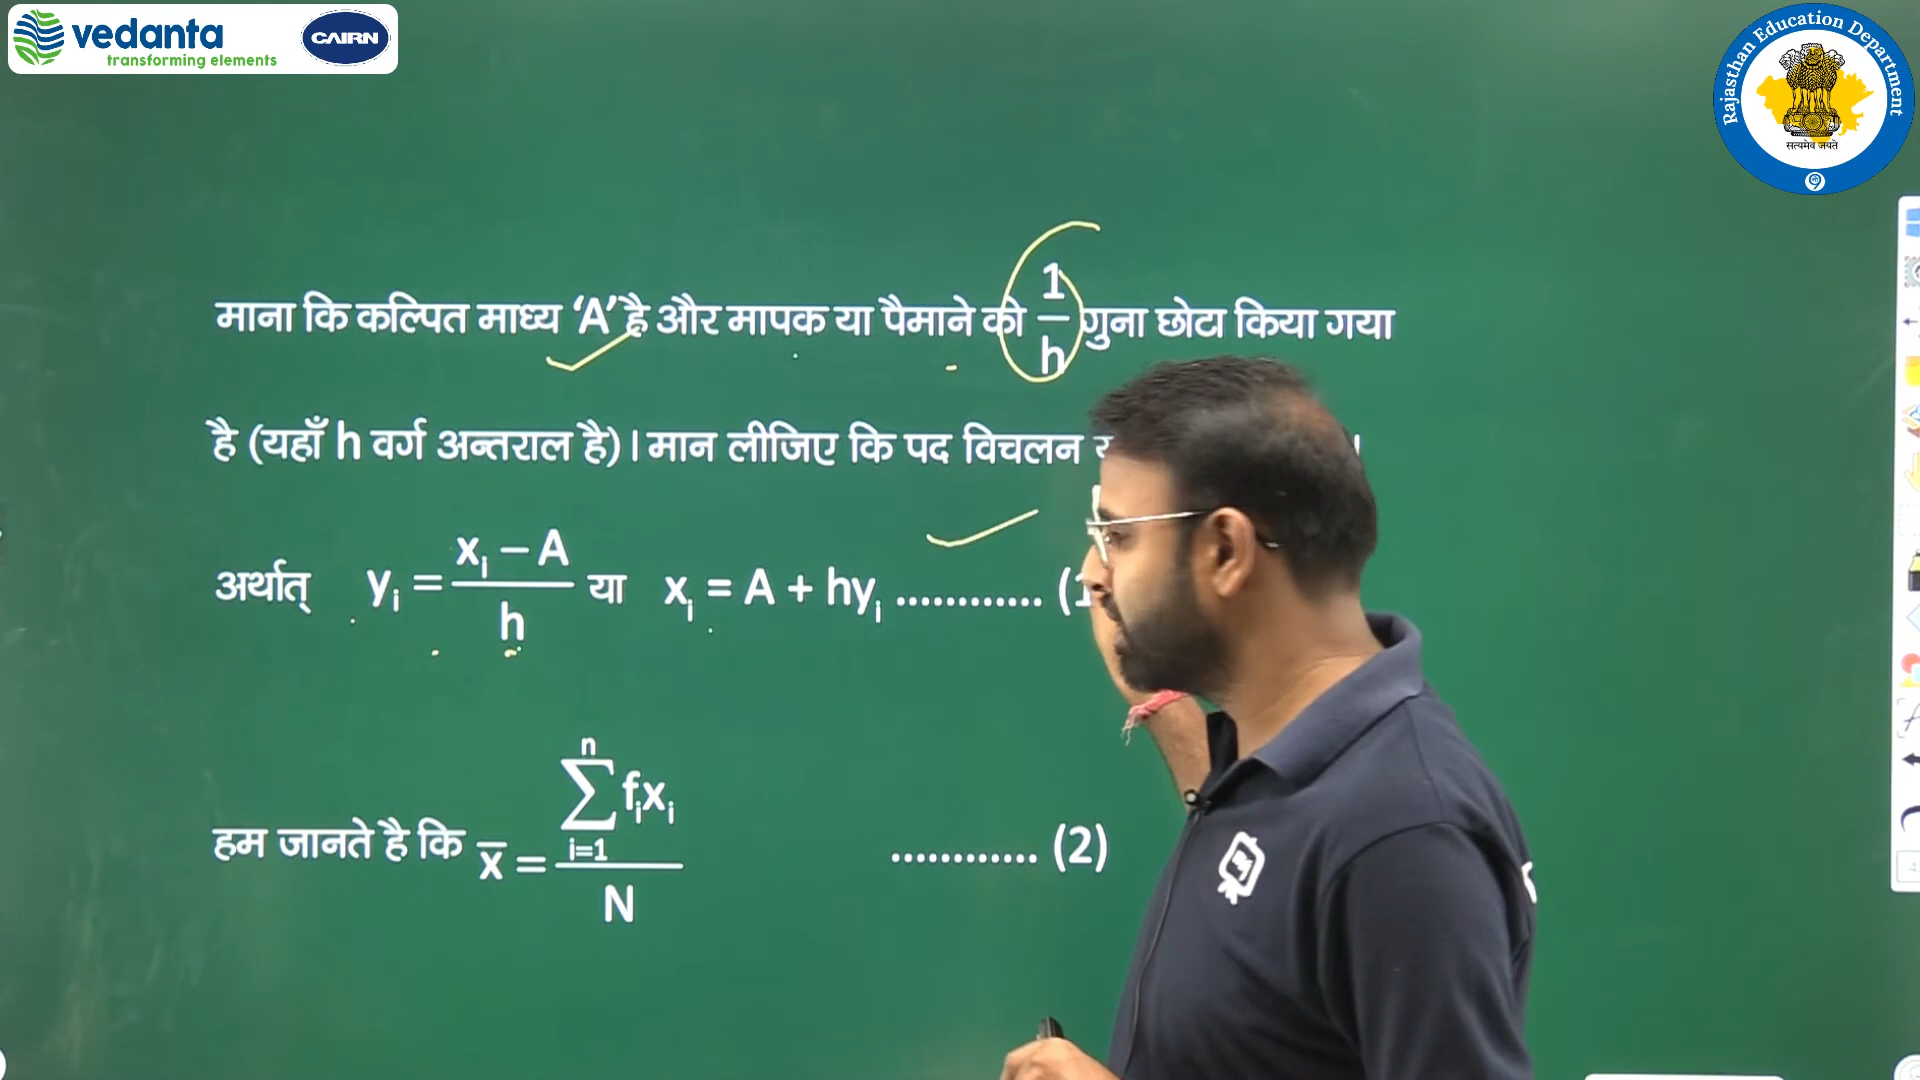 vedanta
transforming elements
CAIRN
Rajasthan Education Department
सत्यमेव जयते
माना कि कल्पित माध्य ‘A’ है और मापक या पैमाने को 1/h गुना छोटा किया गया
है (यहाँ h वर्ग अन्तराल है) । मान लीजिए कि पद विचलन
अर्थात् yᵢ = (xᵢ − A)/h या xᵢ = A + hyᵢ ............ (1
हम जानते है कि x̄ = (∑ᵢ₌₁ⁿ fᵢxᵢ)/N ............ (2)